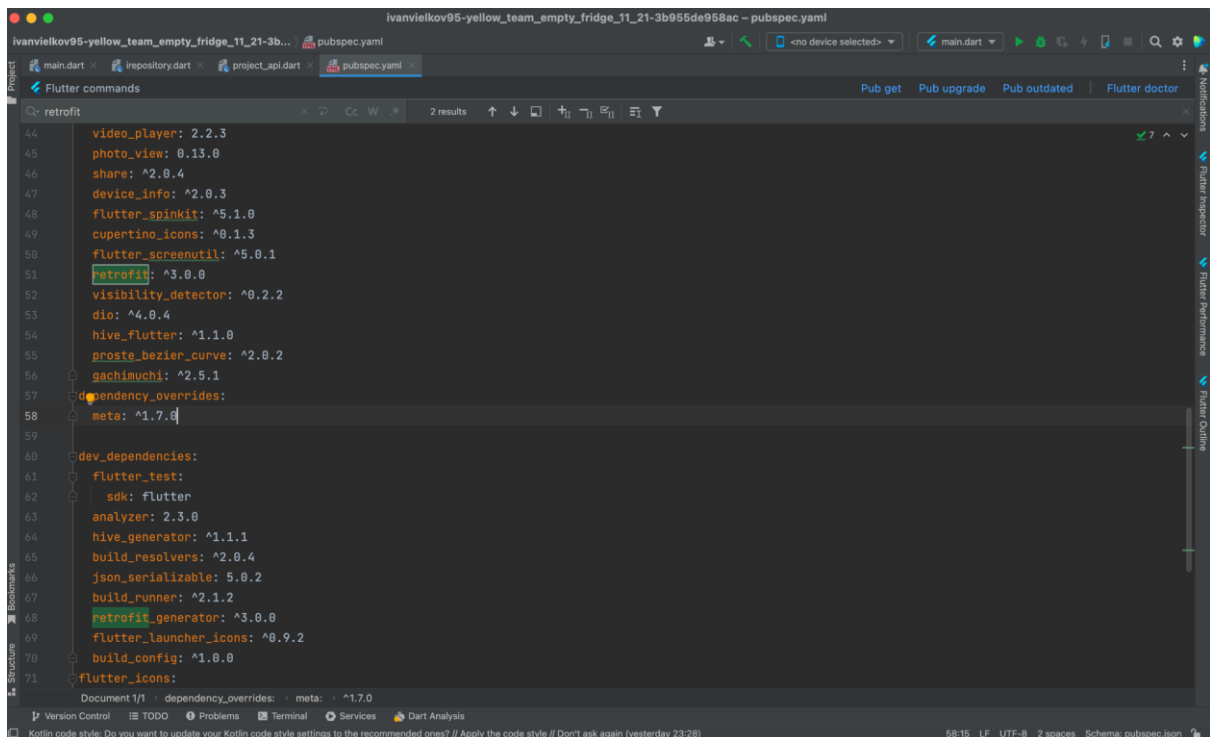 ivanvielkov95-yellow_team_empty_fridge_11_21-3b955de958ac – pubspec.yaml
ivanvielkov95-yellow_team_empty_fridge_11_21-3b... pubspec.yaml <no device selected> main.dart
main.dart irepository.dart project_api.dart pubspec.yaml
Flutter commands Pub get Pub upgrade Pub outdated Flutter doctor
retrofit Cc W .* 2 results
44 video_player: 2.2.3
7
45 photo_view: 0.13.0
46 share: ^2.0.4
47 device_info: ^2.0.3
48 flutter_spinkit: ^5.1.0
49 cupertino_icons: ^0.1.3
50 flutter_screenutil: ^5.0.1
51 retrofit: ^3.0.0
52 visibility_detector: ^0.2.2
53 dio: ^4.0.4
54 hive_flutter: ^1.1.0
55 proste_bezier_curve: ^2.0.2
56 gachimuchi: ^2.5.1
57 dependency_overrides:
58 meta: ^1.7.0
59
60 dev_dependencies:
61 flutter_test:
62 sdk: flutter
63 analyzer: 2.3.0
64 hive_generator: ^1.1.1
65 build_resolvers: ^2.0.4
66 json_serializable: 5.0.2
67 build_runner: ^2.1.2
68 retrofit_generator: ^3.0.0
69 flutter_launcher_icons: ^0.9.2
70 build_config: ^1.0.0
71 flutter_icons:
Document 1/1 dependency_overrides: meta: ^1.7.0
Project
Bookmarks
Structure
Notifications
Flutter Inspector
Flutter Performance
Flutter Outline
Version Control TODO Problems Terminal Services Dart Analysis
Kotlin code style: Do you want to update your Kotlin code style settings to the recommended ones? // Apply the code style // Don't ask again (yesterday 23:28) 58:15 LF UTF-8 2 spaces Schema: pubspec.json